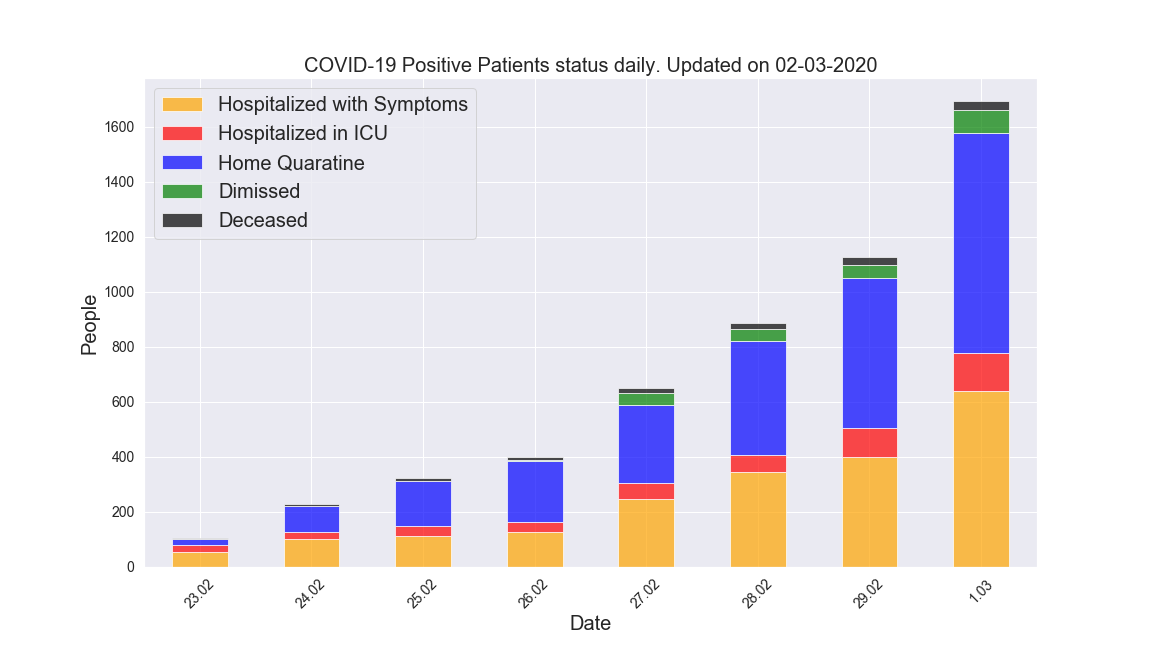 COVID-19 Positive Patients status daily. Updated on 02-03-2020
Hospitalized with Symptoms
Hospitalized in ICU
Home Quaratine
Dimissed
Deceased
People
1600
1400
1200
1000
800
600
400
200
0
23.02
24.02
25.02
26.02
27.02
28.02
29.02
1.03
Date